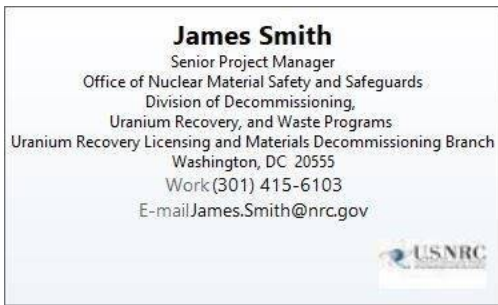 James Smith
Senior Project Manager
Office of Nuclear Material Safety and Safeguards
Division of Decommissioning,
Uranium Recovery, and Waste Programs
Uranium Recovery Licensing and Materials Decommissioning Branch
Washington, DC  20555
Work (301) 415-6103
E-mail James.Smith@nrc.gov
USNRC